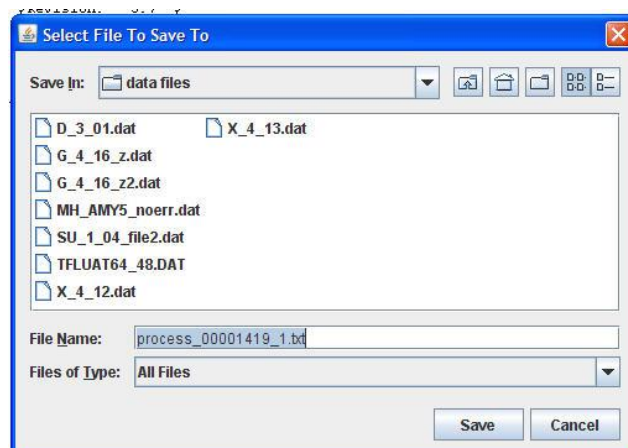 Select File To Save To
Save In: data files
D_3_01.dat X_4_13.dat
G_4_16_z.dat
G_4_16_z2.dat
MH_AMY5_noerr.dat
SU_1_04_file2.dat
TFLUAT64_48.DAT
X_4_12.dat
File Name: process_00001419_1.txt
Files of Type: All Files
Save Cancel